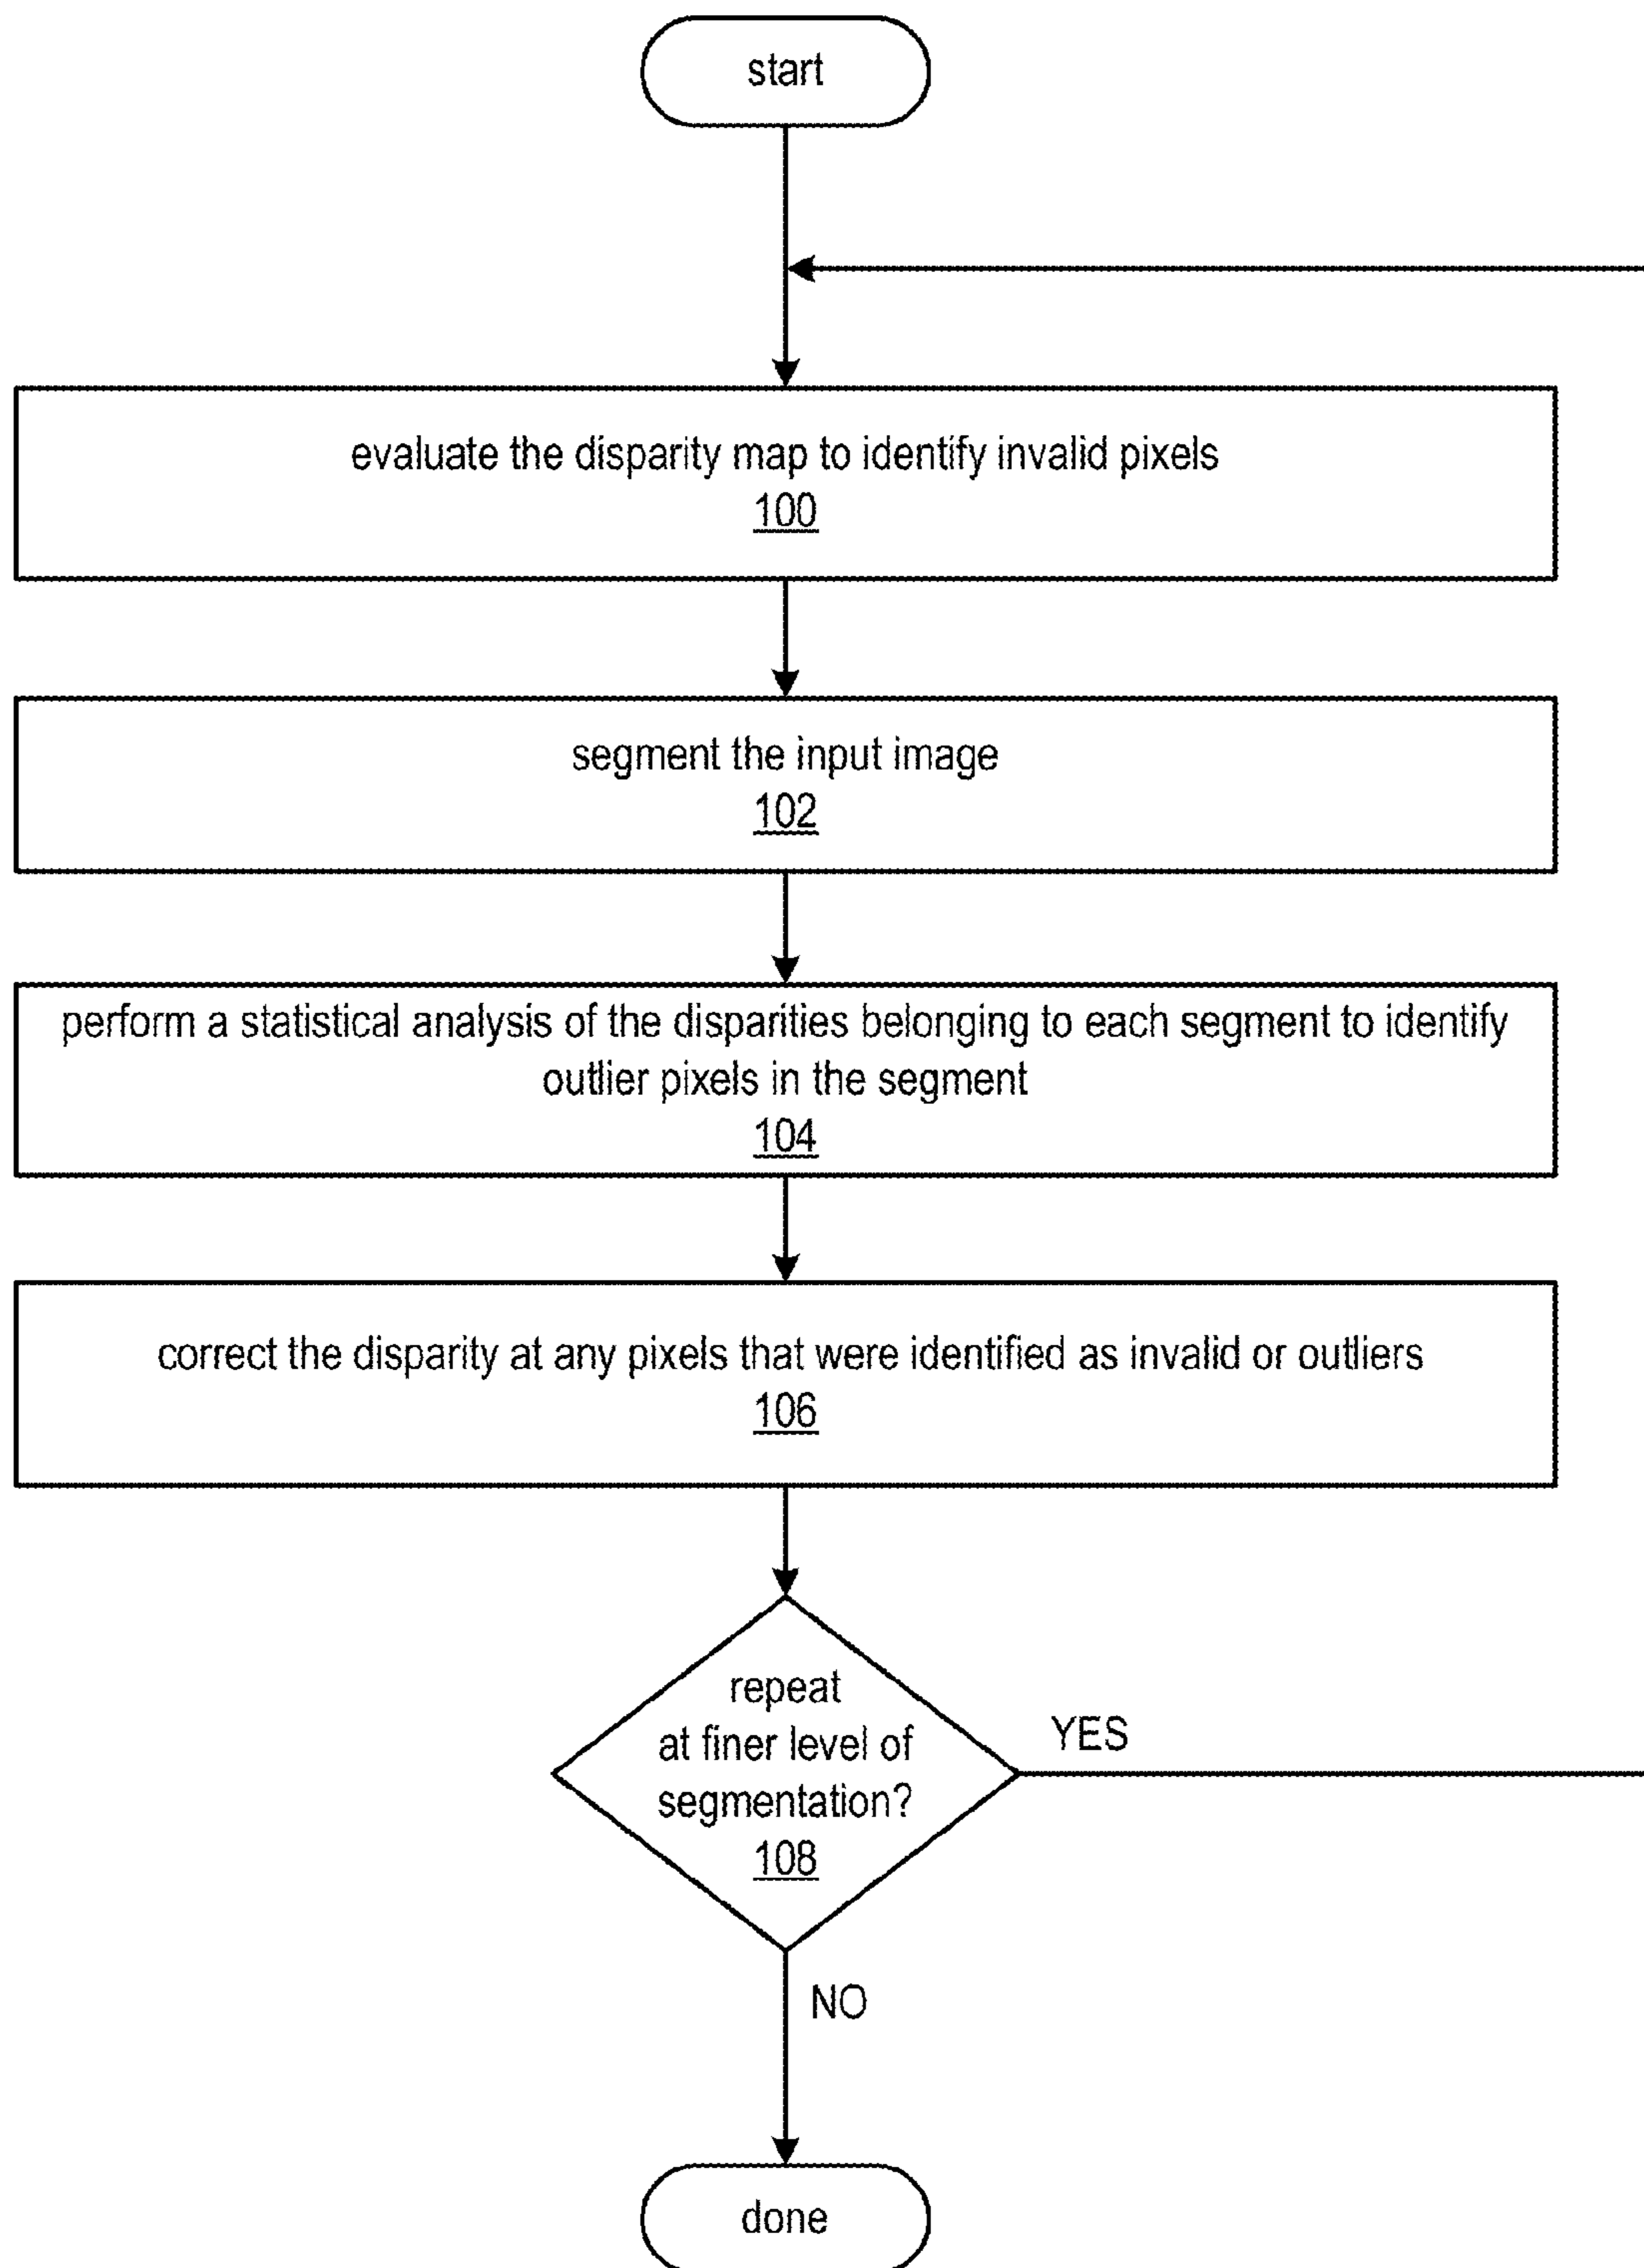 start
evaluate the disparity map to identify invalid pixels
100
segment the input image
102
perform a statistical analysis of the disparities belonging to each segment to identify
outlier pixels in the segment
104
correct the disparity at any pixels that were identified as invalid or outliers
106
repeat
at finer level of
segmentation?
108
YES
NO
done